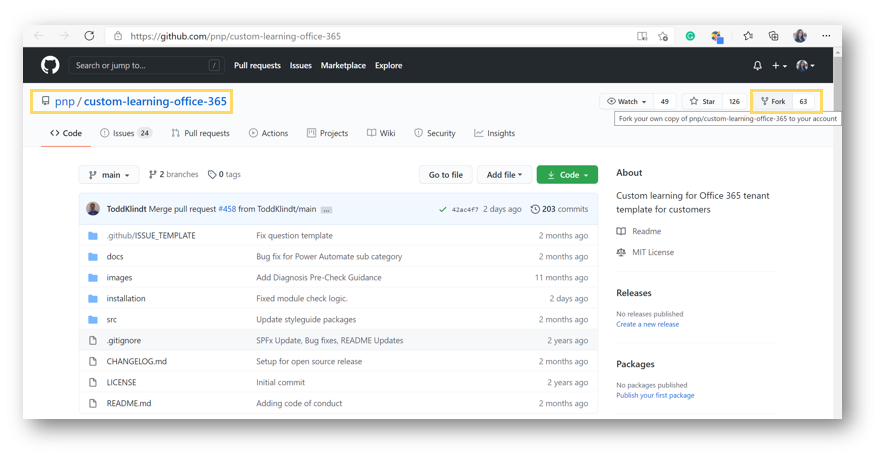 https://github.com/pnp/custom-learning-office-365
Search or jump to... / Pull requests Issues Marketplace Explore
pnp / custom-learning-office-365 Watch 49 Star 126 Fork 63
Fork your own copy of pnp/custom-learning-office-365 to your account
Code Issues 24 Pull requests Actions Projects Wiki Security Insights
main 2 branches 0 tags Go to file Add file Code
ToddKlindt Merge pull request #458 from ToddKlindt/main ... 42ac4f7 2 days ago 203 commits
.github/ISSUE_TEMPLATE Fix question template 2 months ago
docs Bug fix for Power Automate sub category 2 months ago
images Add Diagnosis Pre-Check Guidance 11 months ago
installation Fixed module check logic. 2 days ago
src Update styleguide packages 2 months ago
.gitignore SPFx Update, Bug fixes, README Updates 2 years ago
CHANGELOG.md Setup for open source release 2 months ago
LICENSE Initial commit 2 years ago
README.md Adding code of conduct 2 months ago
About
Custom learning for Office 365 tenant
template for customers
Readme
MIT License
Releases
No releases published
Create a new release
Packages
No packages published
Publish your first package